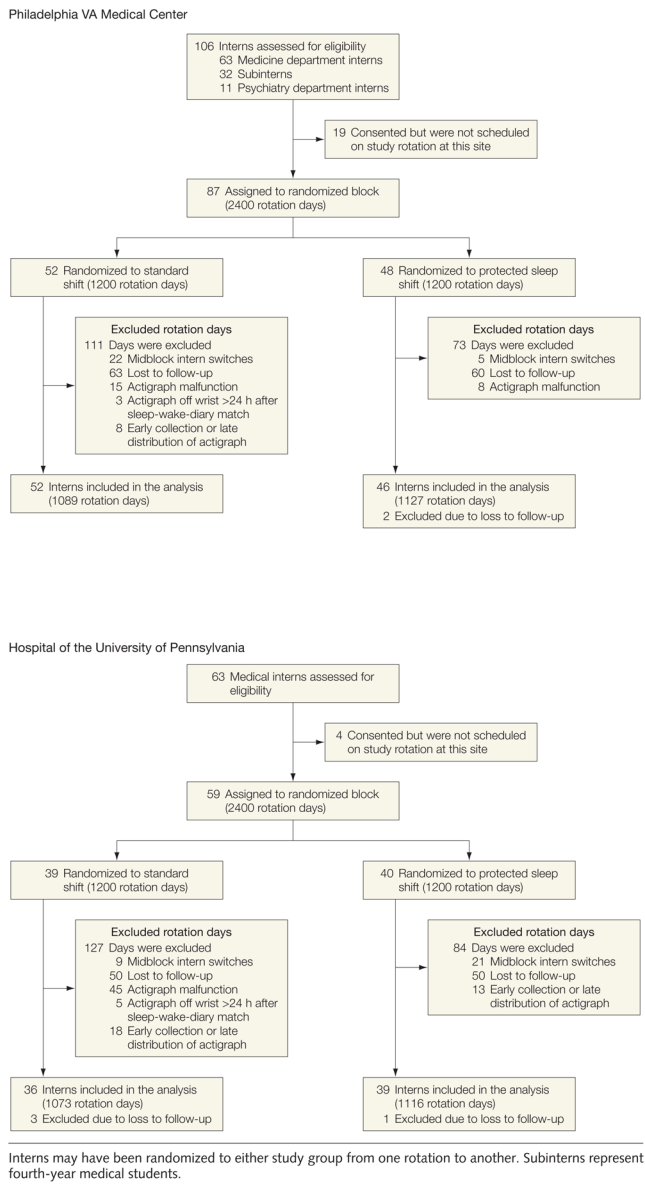 Philadelphia VA Medical Center
106 Interns assessed for eligibility
63 Medicine department interns
32 Subinterns
11 Psychiatry department interns
19 Consented but were not scheduled
on study rotation at this site
87 Assigned to randomized block
(2400 rotation days)
52 Randomized to standard
shift (1200 rotation days)
48 Randomized to protected sleep
shift (1200 rotation days)
Excluded rotation days
111 Days were excluded
22 Midblock intern switches
63 Lost to follow-up
15 Actigraph malfunction
3 Actigraph off wrist >24 h after
sleep-wake-diary match
8 Early collection or late
distribution of actigraph
Excluded rotation days
73 Days were excluded
5 Midblock intern switches
60 Lost to follow-up
8 Actigraph malfunction
52 Interns included in the analysis
(1089 rotation days)
46 Interns included in the analysis
(1127 rotation days)
2 Excluded due to loss to follow-up
Hospital of the University of Pennsylvania
63 Medical interns assessed for
eligibility
4 Consented but were not scheduled
on study rotation at this site
59 Assigned to randomized block
(2400 rotation days)
39 Randomized to standard
shift (1200 rotation days)
40 Randomized to protected sleep
shift (1200 rotation days)
Excluded rotation days
127 Days were excluded
9 Midblock intern switches
50 Lost to follow-up
45 Actigraph malfunction
5 Actigraph off wrist >24 h after
sleep-wake-diary match
18 Early collection or late
distribution of actigraph
Excluded rotation days
84 Days were excluded
21 Midblock intern switches
50 Lost to follow-up
13 Early collection or late
distribution of actigraph
36 Interns included in the analysis
(1073 rotation days)
3 Excluded due to loss to follow-up
39 Interns included in the analysis
(1116 rotation days)
1 Excluded due to loss to follow-up
Interns may have been randomized to either study group from one rotation to another. Subinterns represent
fourth-year medical students.